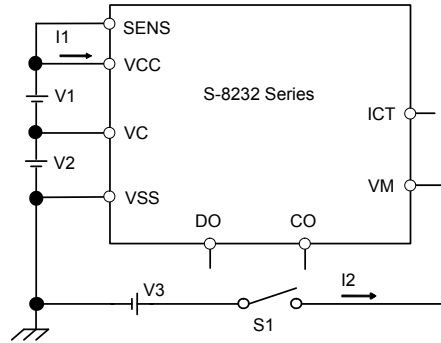 SENS
I1
VCC
V1
S-8232 Series
ICT
VC
V2
VM
VSS
DO
CO
V3
I2
S1